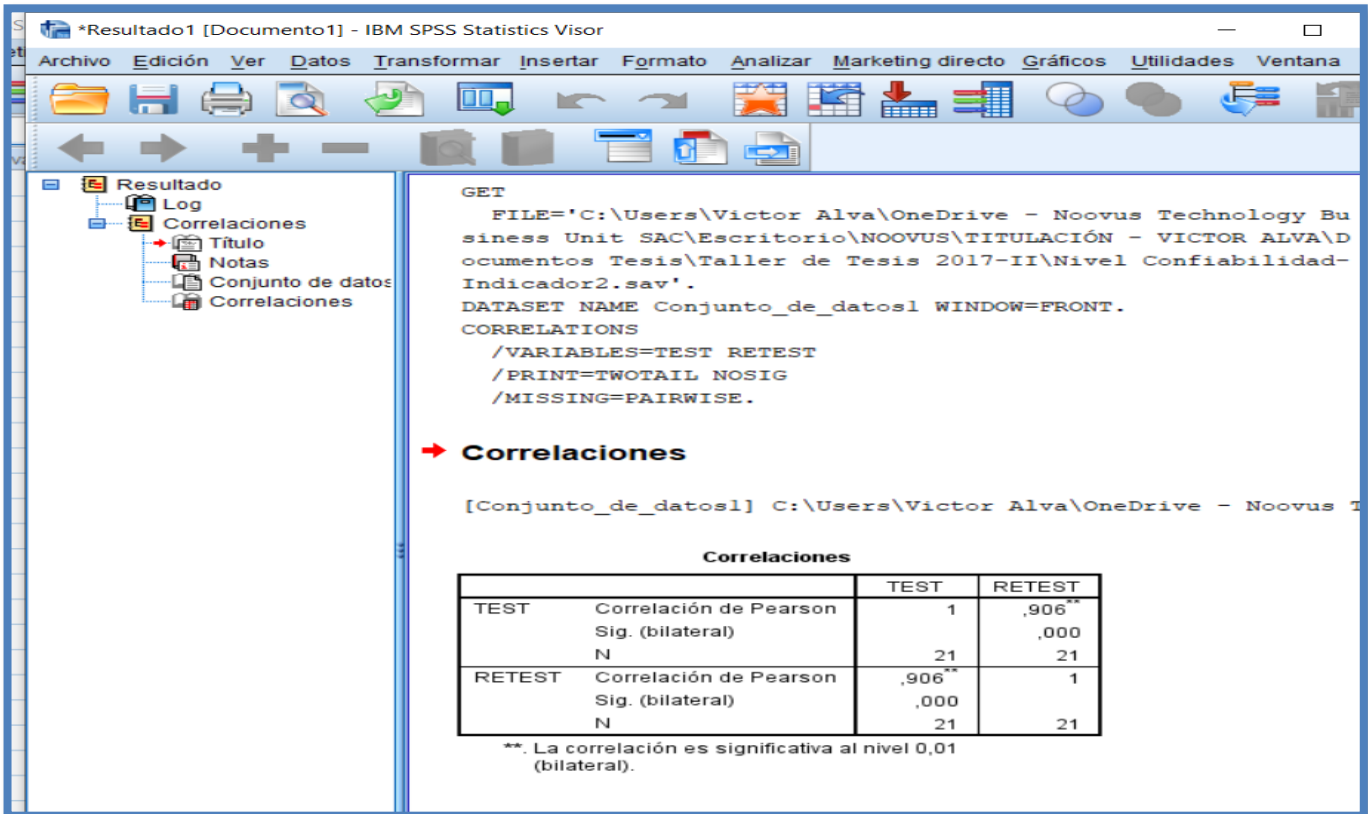 *Resultado1 [Documento1] - IBM SPSS Statistics Visor
Archivo Edición Ver Datos Transformar Insertar Formato Analizar Marketing directo Gráficos Utilidades Ventana
Resultado
Log
Correlaciones
Título
Notas
Conjunto de datos
Correlaciones
GET
FILE='C:\Users\Victor Alva\OneDrive - Noovus Technology Bu
siness Unit SAC\Escritorio\NOOVUS\TITULACIÓN - VICTOR ALVA\D
ocumentos Tesis\Taller de Tesis 2017-II\Nivel Confiabilidad-
Indicador2.sav'.
DATASET NAME Conjunto_de_datos1 WINDOW=FRONT.
CORRELATIONS
/VARIABLES=TEST RETEST
/PRINT=TWOTAIL NOSIG
/MISSING=PAIRWISE.
Correlaciones
[Conjunto_de_datos1] C:\Users\Victor Alva\OneDrive - Noovus T
Correlaciones
TEST RETEST
TEST Correlación de Pearson 1 ,906**
Sig. (bilateral) ,000
N 21 21
RETEST Correlación de Pearson ,906** 1
Sig. (bilateral) ,000
N 21 21
**. La correlación es significativa al nivel 0,01
(bilateral).